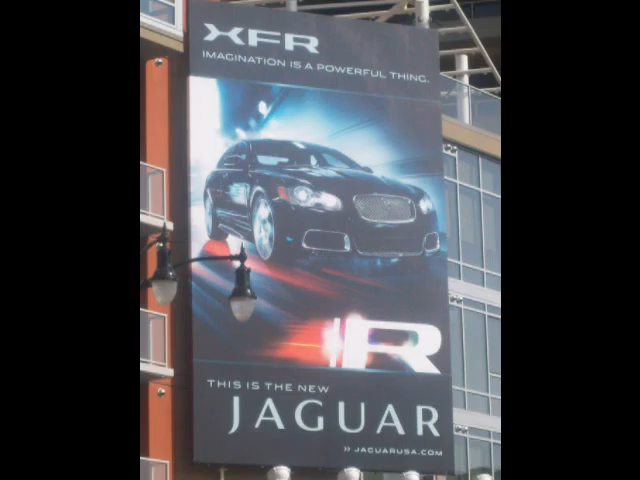 XFR
IMAGINATION IS A POWERFUL THING.
R
THIS IS THE NEW
JAGUAR
›› JAGUARUSA.COM